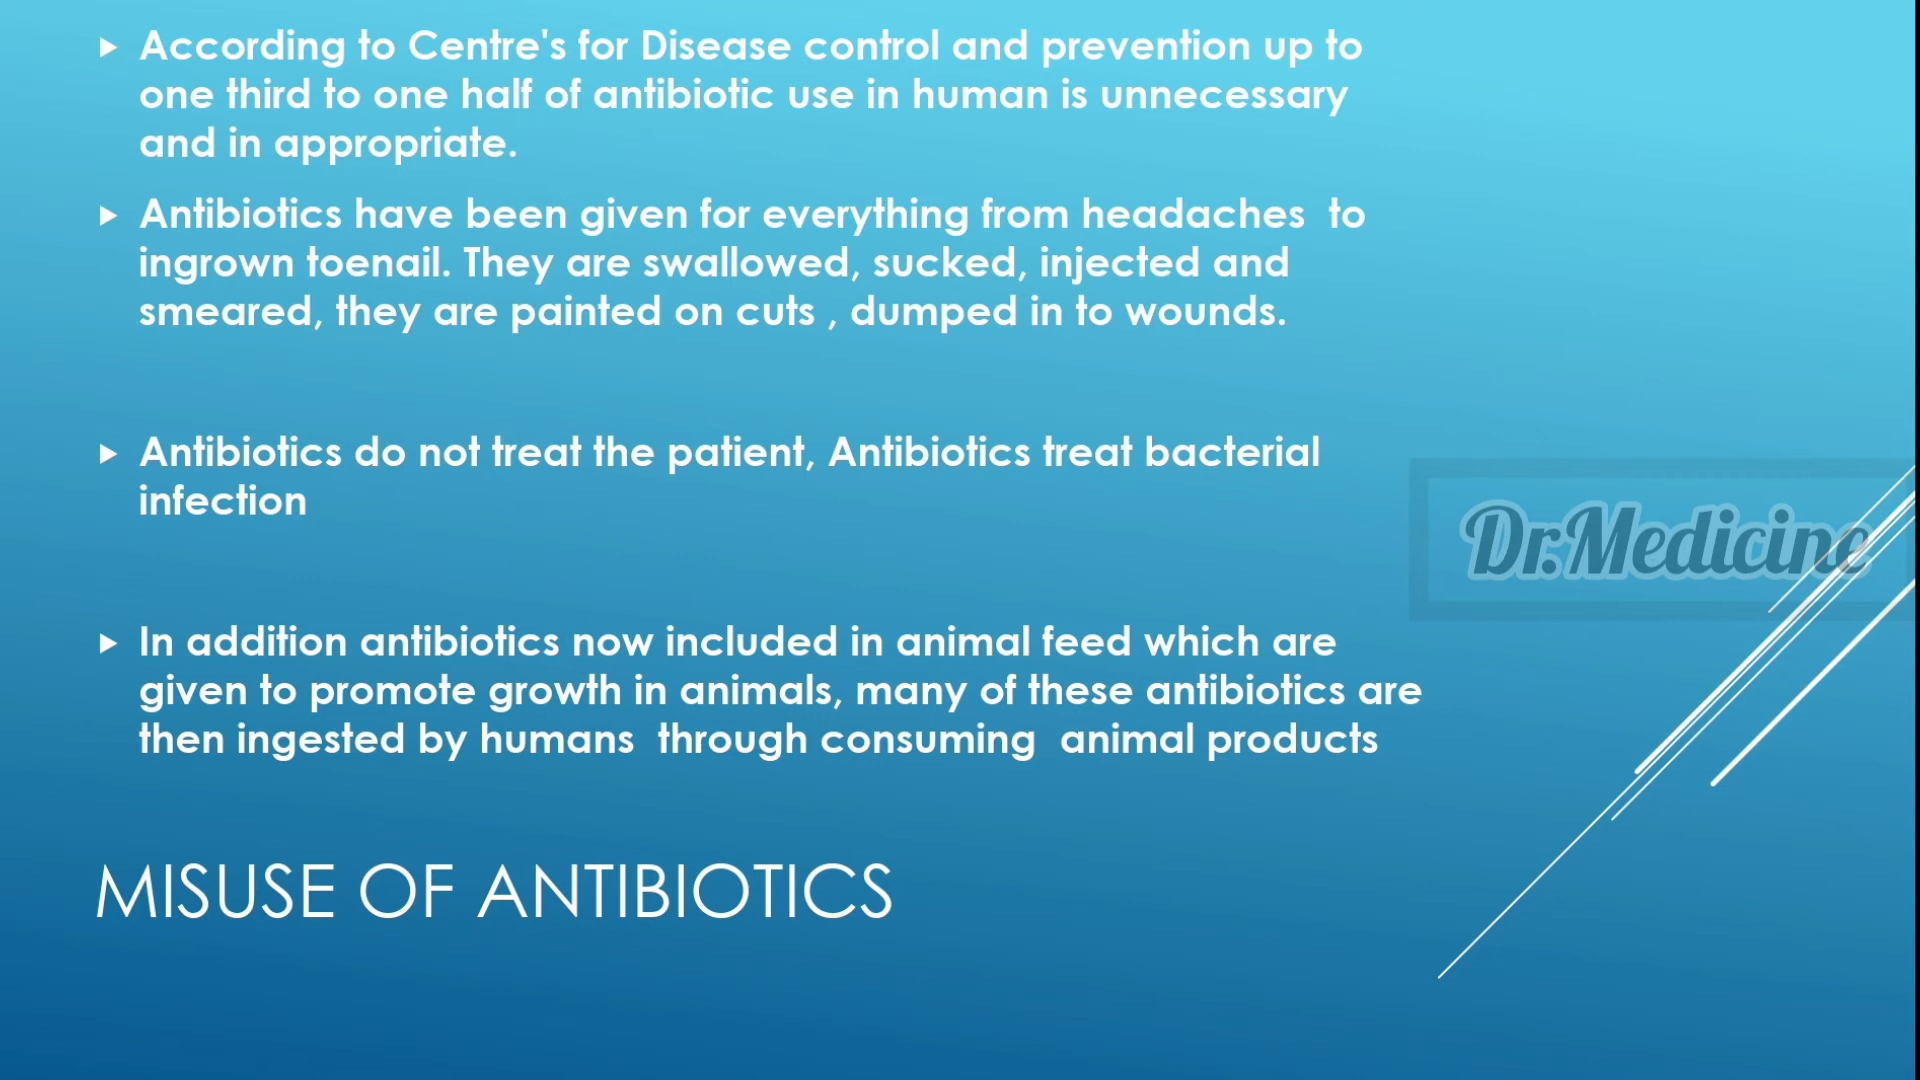 According to Centre's for Disease control and prevention up to
one third to one half of antibiotic use in human is unnecessary
and in appropriate.
Antibiotics have been given for everything from headaches to
ingrown toenail. They are swallowed, sucked, injected and
smeared, they are painted on cuts , dumped in to wounds.
Antibiotics do not treat the patient, Antibiotics treat bacterial
infection
Dr.Medicine
In addition antibiotics now included in animal feed which are
given to promote growth in animals, many of these antibiotics are
then ingested by humans through consuming animal products
MISUSE OF ANTIBIOTICS